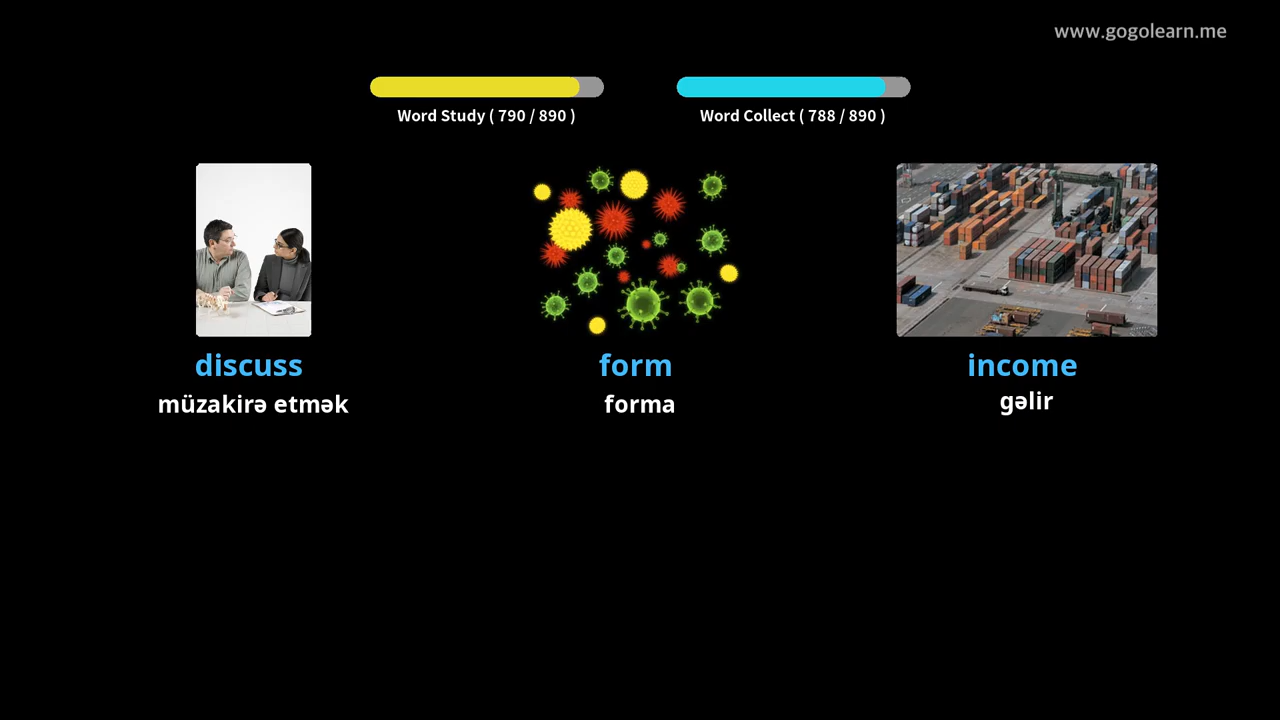 www.gogolearn.me
Word Study ( 790 / 890 )
Word Collect ( 788 / 890 )
discuss
form
income
müzakirə etmək
forma
gəlir